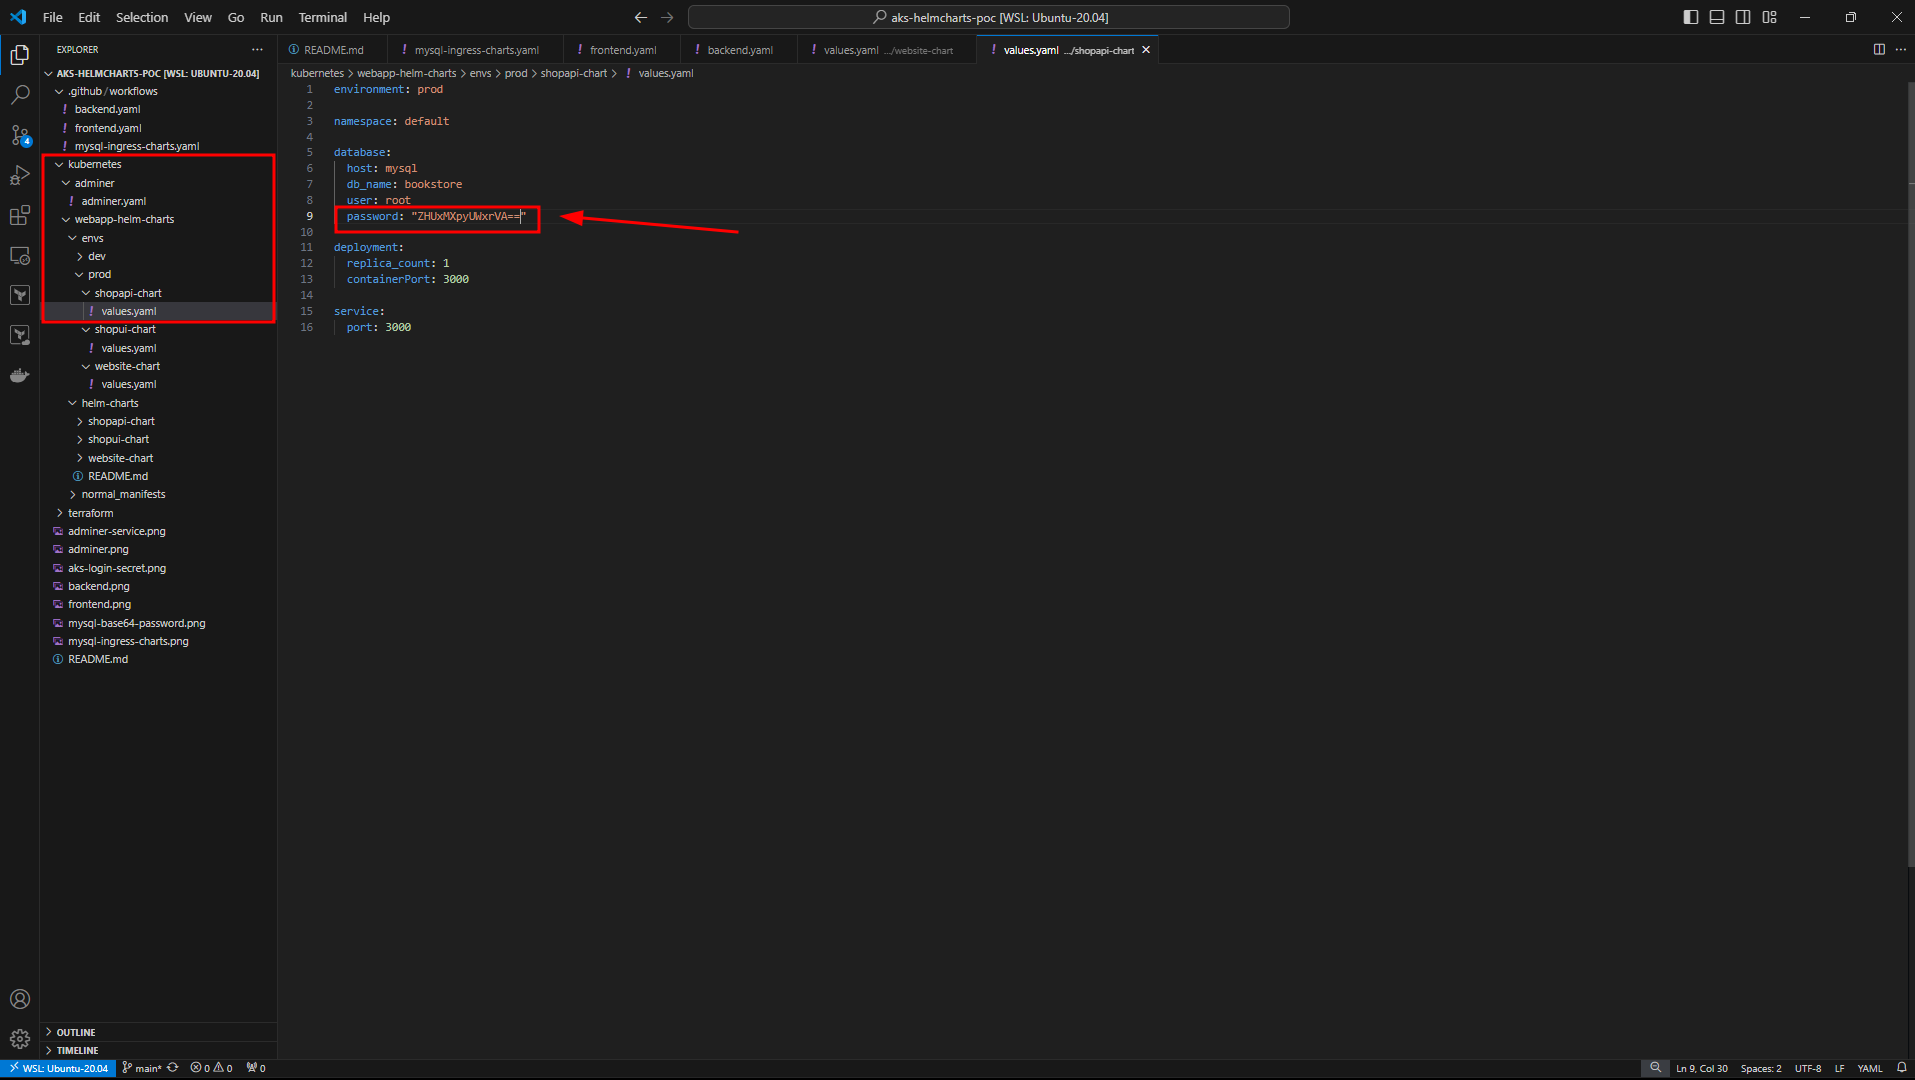 File Edit Selection View Go Run Terminal Help
aks-helmcharts-poc [WSL: Ubuntu-20.04]
EXPLORER
README.md
mysql-ingress-charts.yaml
frontend.yaml
backend.yaml
values.yaml .../website-chart
values.yaml .../shopapi-chart
kubernetes > webapp-helm-charts > envs > prod > shopapi-chart > ! values.yaml
AKS-HELMCHARTS-POC [WSL: UBUNTU-20.04]
.github / workflows
backend.yaml
frontend.yaml
mysql-ingress-charts.yaml
kubernetes
adminer
adminer.yaml
webapp-helm-charts
envs
dev
prod
shopapi-chart
values.yaml
shopui-chart
values.yaml
website-chart
values.yaml
helm-charts
shopapi-chart
shopui-chart
website-chart
README.md
normal_manifests
terraform
adminer-service.png
adminer.png
aks-login-secret.png
backend.png
frontend.png
mysql-base64-password.png
mysql-ingress-charts.png
README.md
OUTLINE
TIMELINE
4
1 environment: prod
2
3 namespace: default
4
5 database:
6 host: mysql
7 db_name: bookstore
8 user: root
9 password: "ZHUxMXpyUWxrVA=="
10
11 deployment:
12 replica_count: 1
13 containerPort: 3000
14
15 service:
16 port: 3000
WSL: Ubuntu-20.04 main* 0 0 0
Ln 9, Col 30 Spaces: 2 UTF-8 LF YAML